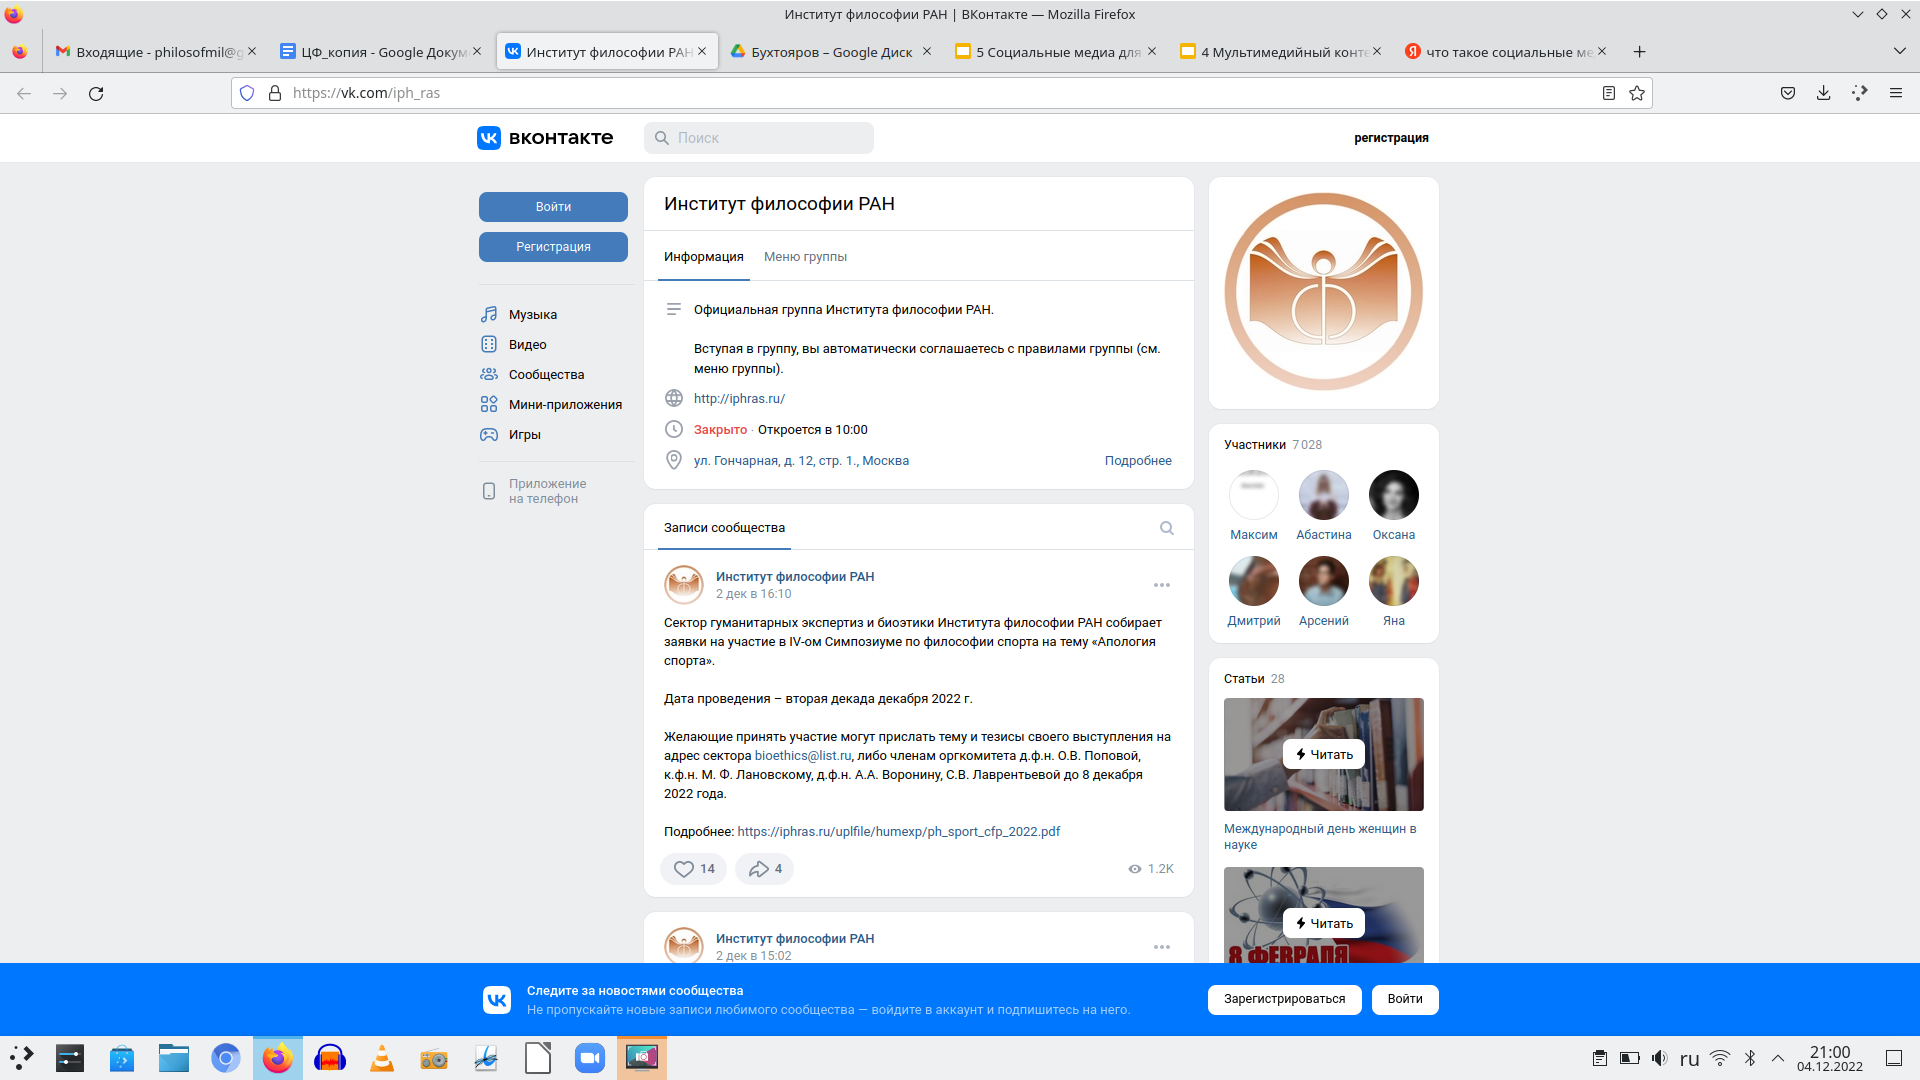 Институт философии РАН | ВКонтакте — Mozilla Firefox
Входящие - philosofmil@g
ЦФ_копия - Google Докум
Институт философии РАН
Бухтояров – Google Диск
5 Социальные медиа для
4 Мультимедийный конте
что такое социальные ме
https://vk.com/iph_ras
вконтакте
Поиск
регистрация
Войти
Регистрация
Музыка
Видео
Сообщества
Мини-приложения
Игры
Приложение
на телефон
Институт философии РАН
Информация
Меню группы
Официальная группа Института философии РАН.
Вступая в группу, вы автоматически соглашаетесь с правилами группы (см.
меню группы).
http://iphras.ru/
Закрыто · Откроется в 10:00
ул. Гончарная, д. 12, стр. 1., Москва
Подробнее
Записи сообщества
Институт философии РАН
2 дек в 16:10
Сектор гуманитарных экспертиз и биоэтики Института философии РАН собирает
заявки на участие в IV-ом Симпозиуме по философии спорта на тему «Апология
спорта».
Дата проведения – вторая декада декабря 2022 г.
Желающие принять участие могут прислать тему и тезисы своего выступления на
адрес сектора bioethics@list.ru, либо членам оргкомитета д.ф.н. О.В. Поповой,
к.ф.н. М. Ф. Лановскому, д.ф.н. А.А. Воронину, С.В. Лаврентьевой до 8 декабря
2022 года.
Подробнее: https://iphras.ru/uplfile/humexp/ph_sport_cfp_2022.pdf
14
4
1.2K
Институт философии РАН
2 дек в 15:02
Участники 7 028
Максим
Абастина
Оксана
Дмитрий
Арсений
Яна
Статьи 28
Читать
Международный день женщин в
науке
Читать
8 ФЕВРАЛЯ
Следите за новостями сообщества
Не пропускайте новые записи любимого сообщества — войдите в аккаунт и подпишитесь на него.
Зарегистрироваться
Войти
ru
21:00
04.12.2022